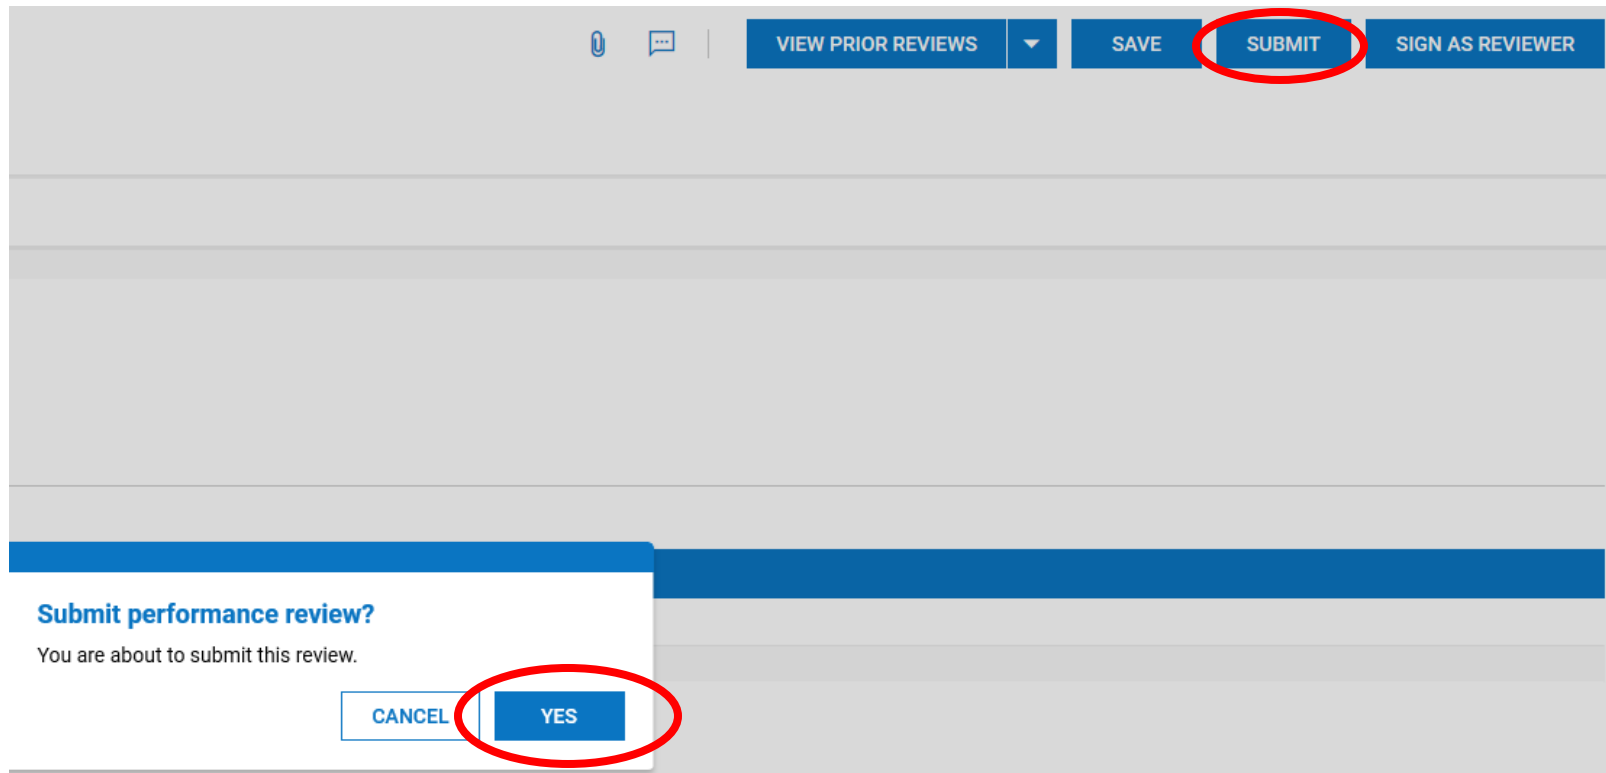 VIEW PRIOR REVIEWS SAVE SUBMIT SIGN AS REVIEWER
Submit performance review?
You are about to submit this review.
CANCEL YES